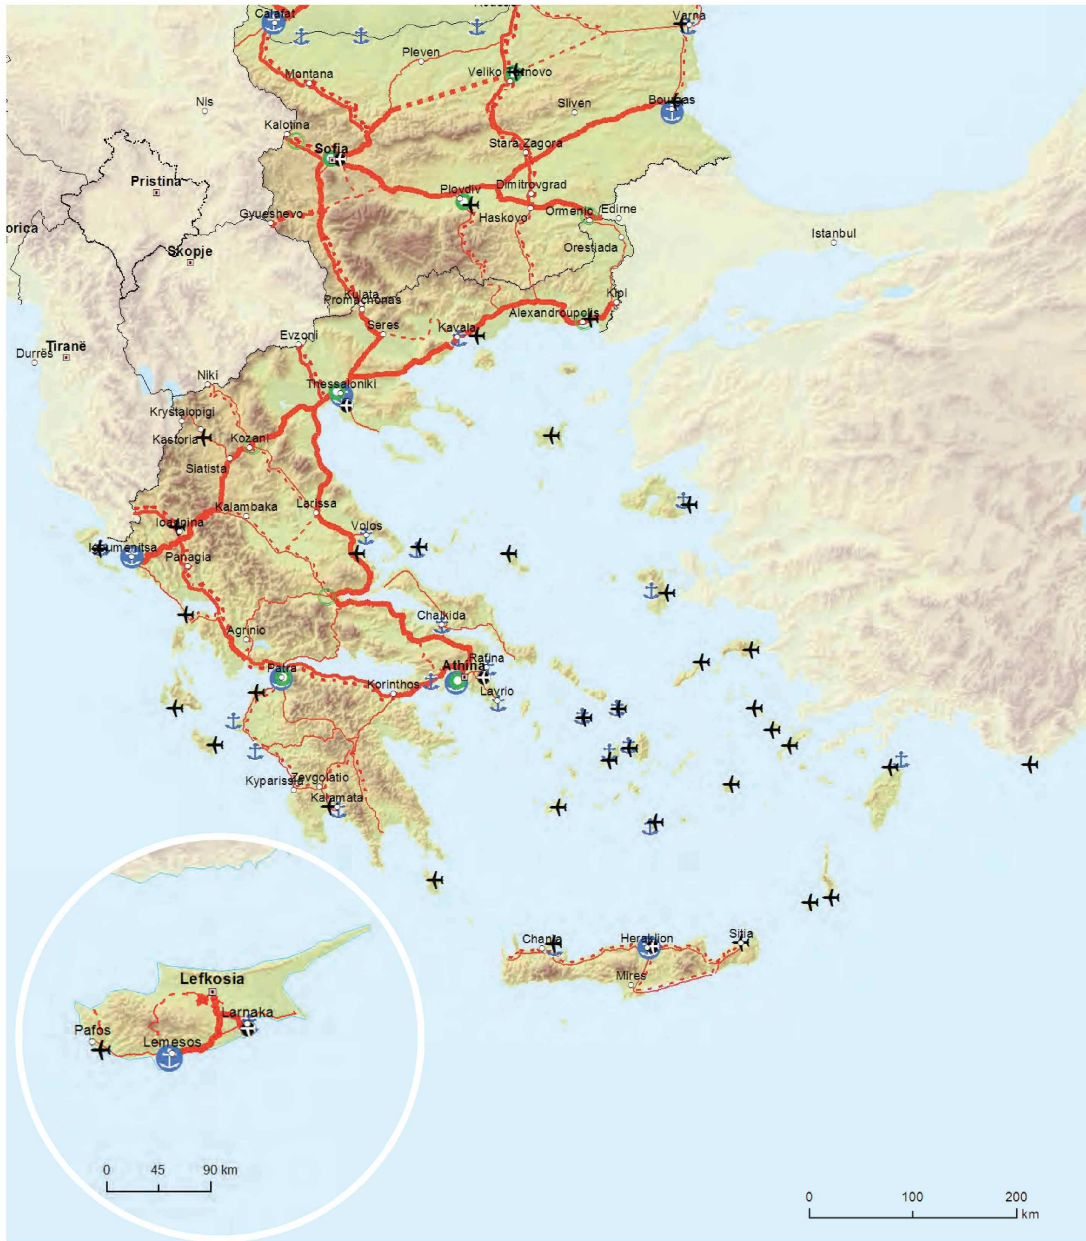 Calafat
Varna
Pleven
Montana
Veliko Tarnovo
Nis
Sliven
Bourgas
Kalotina
Sofia
Stara Zagora
Pristina
Plovdiv
Dimitrovgrad
Gyueshevo
Haskovo
Ormenio
Edirne
orica
Istanbul
Orestiada
Skopje
Kulata
Promachonas
Kipi
Alexandroupolis
Evzoni
Seres
Kavala
Tiranë
Durrës
Niki
Thessaloniki
Krystalopigi
Kastoria
Kozani
Siatista
Kalambaka
Larissa
Ioannina
Volos
Igoumenitsa
Panagia
Chalkida
Agrinio
Rafina
Patra
Athina
Korinthos
Lavrio
Kyparissia
Zevgolatio
Kalamata
Chania
Heraklion
Sitia
Mires
Lefkosia
Larnaka
Pafos
Lemesos
0 45 90 km
0 100 200
km